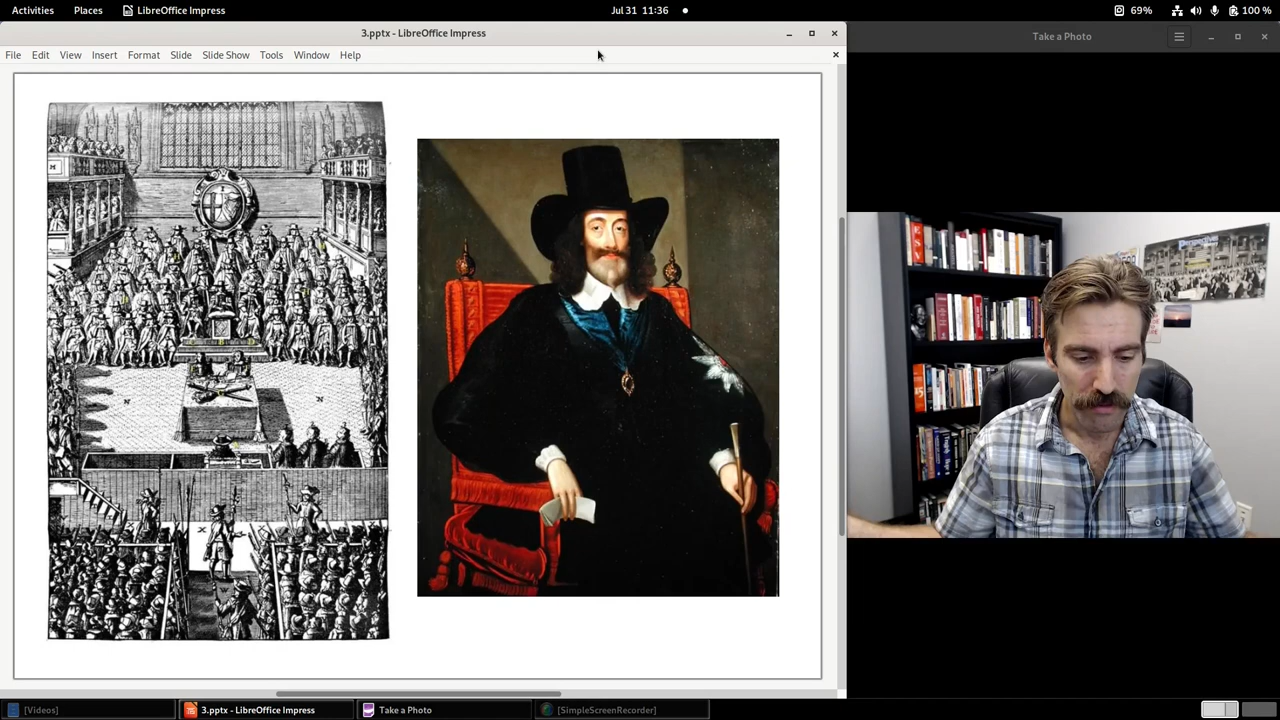 Activities Places LibreOffice Impress Jul 31 11:36 69% 100 %
3.pptx - LibreOffice Impress
Take a Photo
File Edit View Insert Format Slide Slide Show Tools Window Help
[Videos] 3.pptx - LibreOffice Impress Take a Photo [SimpleScreenRecorder]